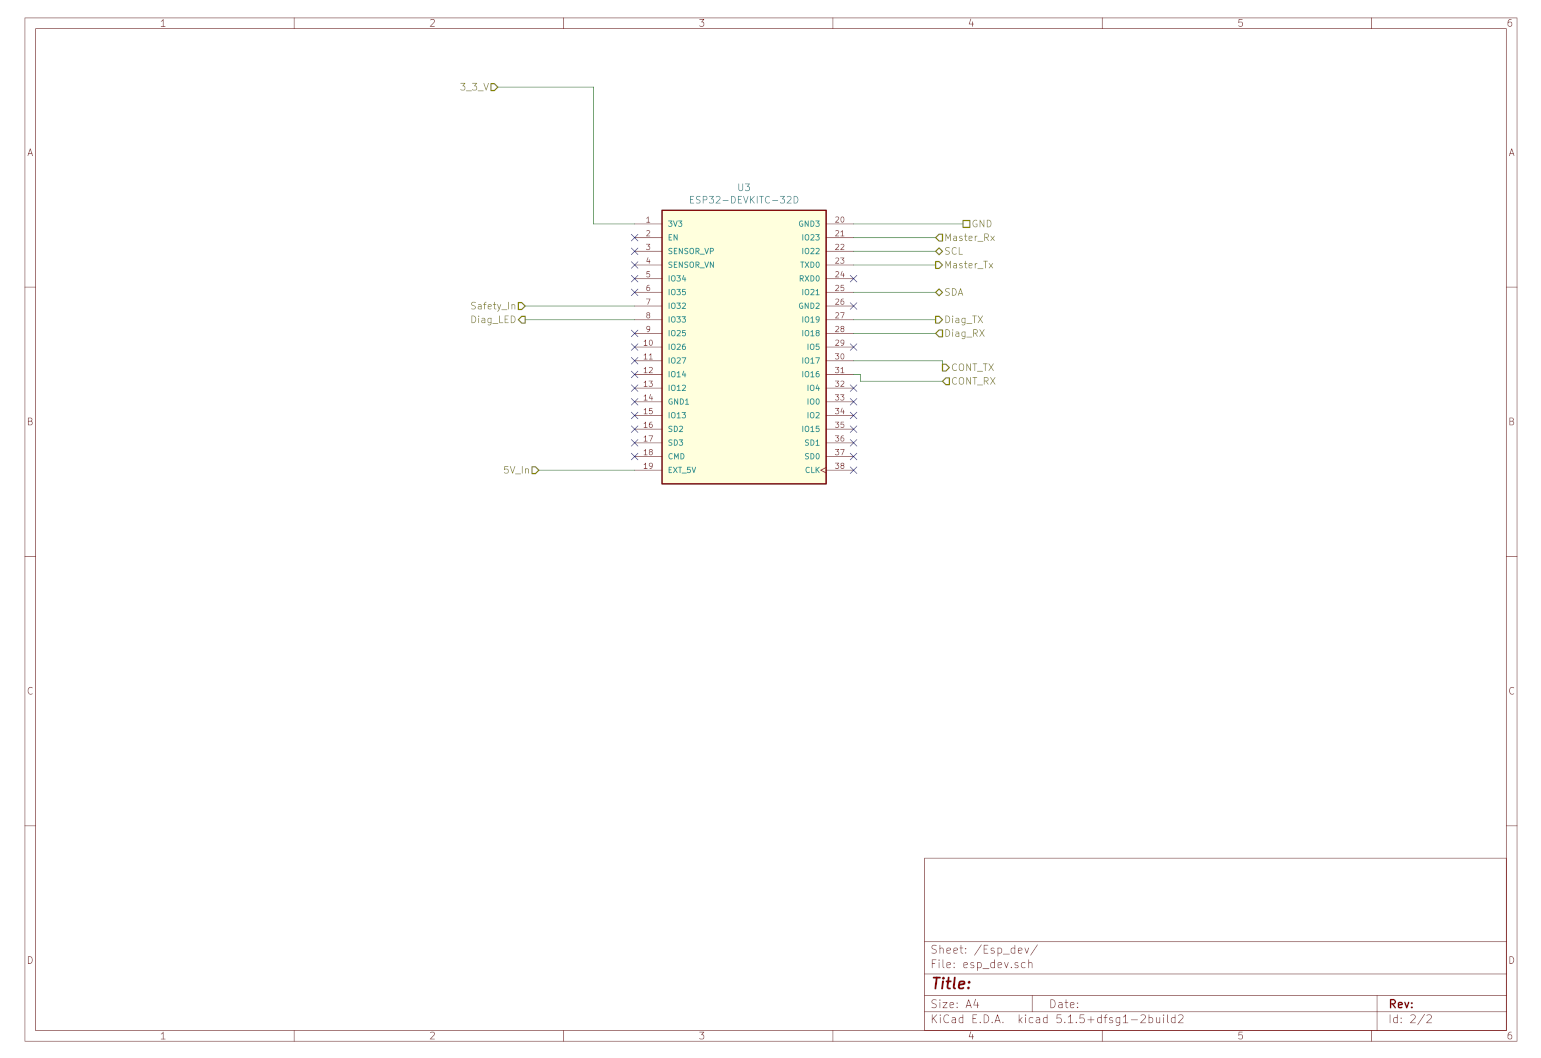 1 2 3 4 5 6
3_3_V
A A
U3
ESP32-DEVKITC-32D
1 3V3 GND3 20 GND
2 EN IO23 21 Master_Rx
3 SENSOR_VP IO22 22 SCL
4 SENSOR_VN TXD0 23 Master_Tx
5 IO34 RXD0 24
6 IO35 IO21 25 SDA
Safety_In 7 IO32 GND2 26
Diag_LED 8 IO33 IO19 27 Diag_TX
9 IO25 IO18 28 Diag_RX
10 IO26 IO5 29
11 IO27 IO17 30 CONT_TX
12 IO14 IO16 31 CONT_RX
13 IO12 IO4 32
14 GND1 IO0 33
15 IO13 IO2 34
B B
16 SD2 IO15 35
17 SD3 SD1 36
18 CMD SD0 37
5V_In 19 EXT_5V CLK 38
C C
Sheet: /Esp_dev/
D D
File: esp_dev.sch
Title:
Size: A4 Date: Rev:
KiCad E.D.A. kicad 5.1.5+dfsg1-2build2 Id: 2/2
1 2 3 4 5 6